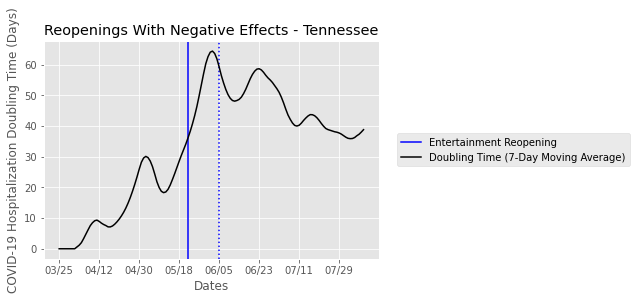 Reopenings With Negative Effects - Tennessee
COVID-19 Hospitalization Doubling Time (Days)
60
50
40
30
20
10
0
03/25 04/12 04/30 05/18 06/05 06/23 07/11 07/29
Dates
Entertainment Reopening
Doubling Time (7-Day Moving Average)